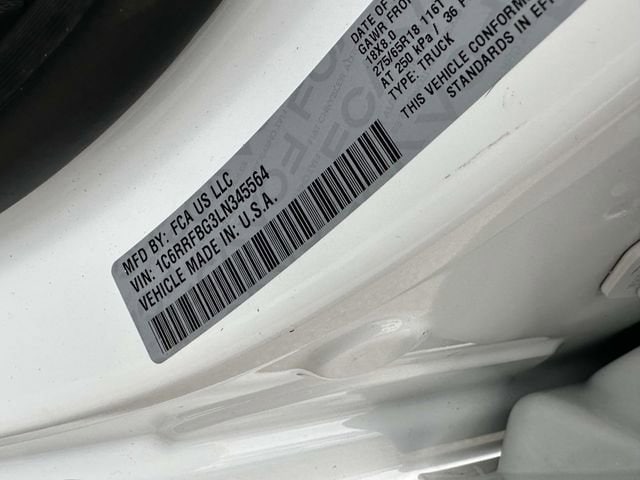 MFD BY: FCA US LLC
VIN: 1C6RRFBG3LN345564
VEHICLE MADE IN: U.S.A.
DATE OF
GAWR FRO
18X8.0
275/65R18 116T
AT 250 kPa / 36 P
TYPE: TRUCK
THIS VEHICLE CONFORM
STANDARDS IN EFF